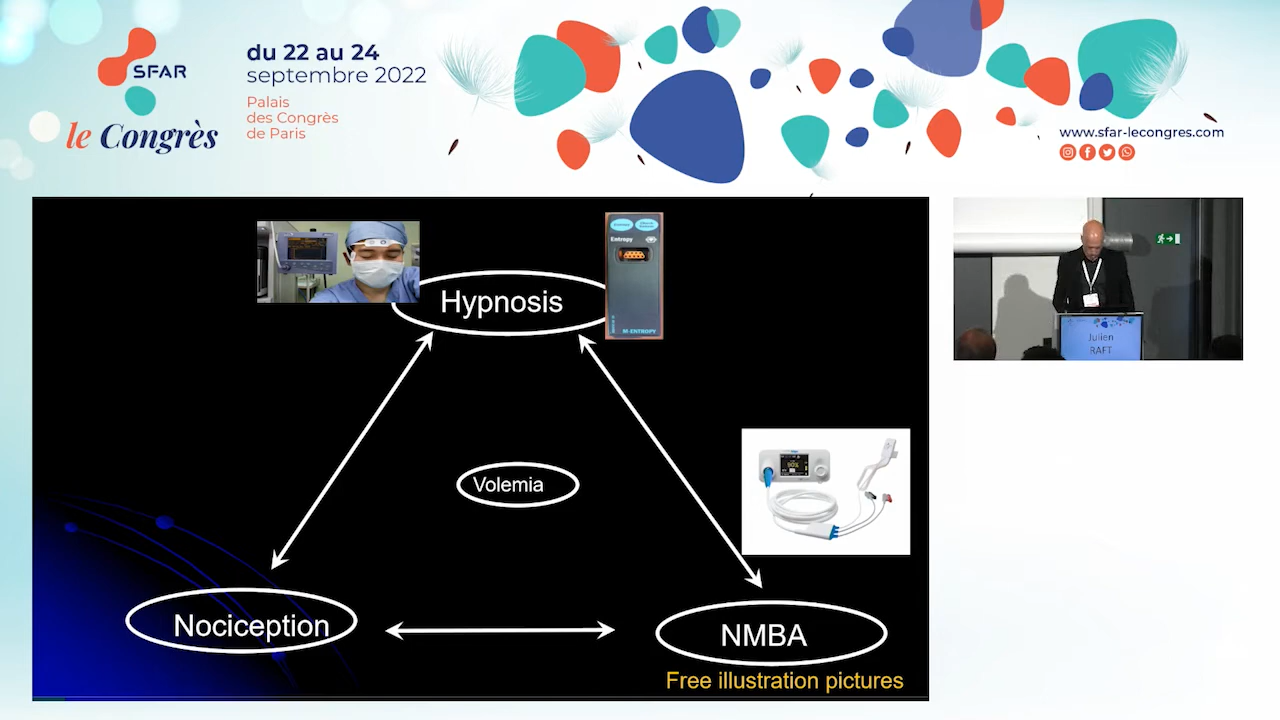 SFAR
le Congrès
du 22 au 24
septembre 2022
Palais
des Congrès
de Paris
www.sfar-lecongres.com
Entropy
M-ENTROPY
Hypnosis
Volemia
Nociception
NMBA
Free illustration pictures
Julien
RAFT